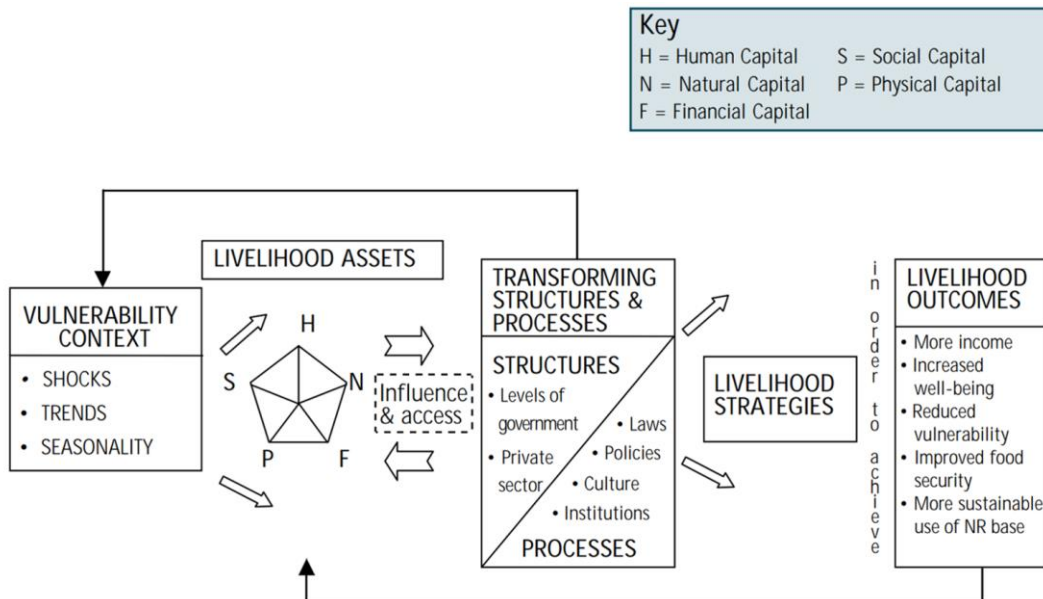 Key
H = Human Capital S = Social Capital
N = Natural Capital P = Physical Capital
F = Financial Capital
LIVELIHOOD ASSETS
VULNERABILITY
CONTEXT
• SHOCKS
• TRENDS
• SEASONALITY
H
S
N
P
F
Influence
& access
TRANSFORMING
STRUCTURES &
PROCESSES
STRUCTURES
• Levels of
government
• Private
sector
• Laws
• Policies
• Culture
• Institutions
PROCESSES
LIVELIHOOD
STRATEGIES
in order to achieve
LIVELIHOOD
OUTCOMES
• More income
• Increased
well-being
• Reduced
vulnerability
• Improved food
security
• More sustainable
use of NR base